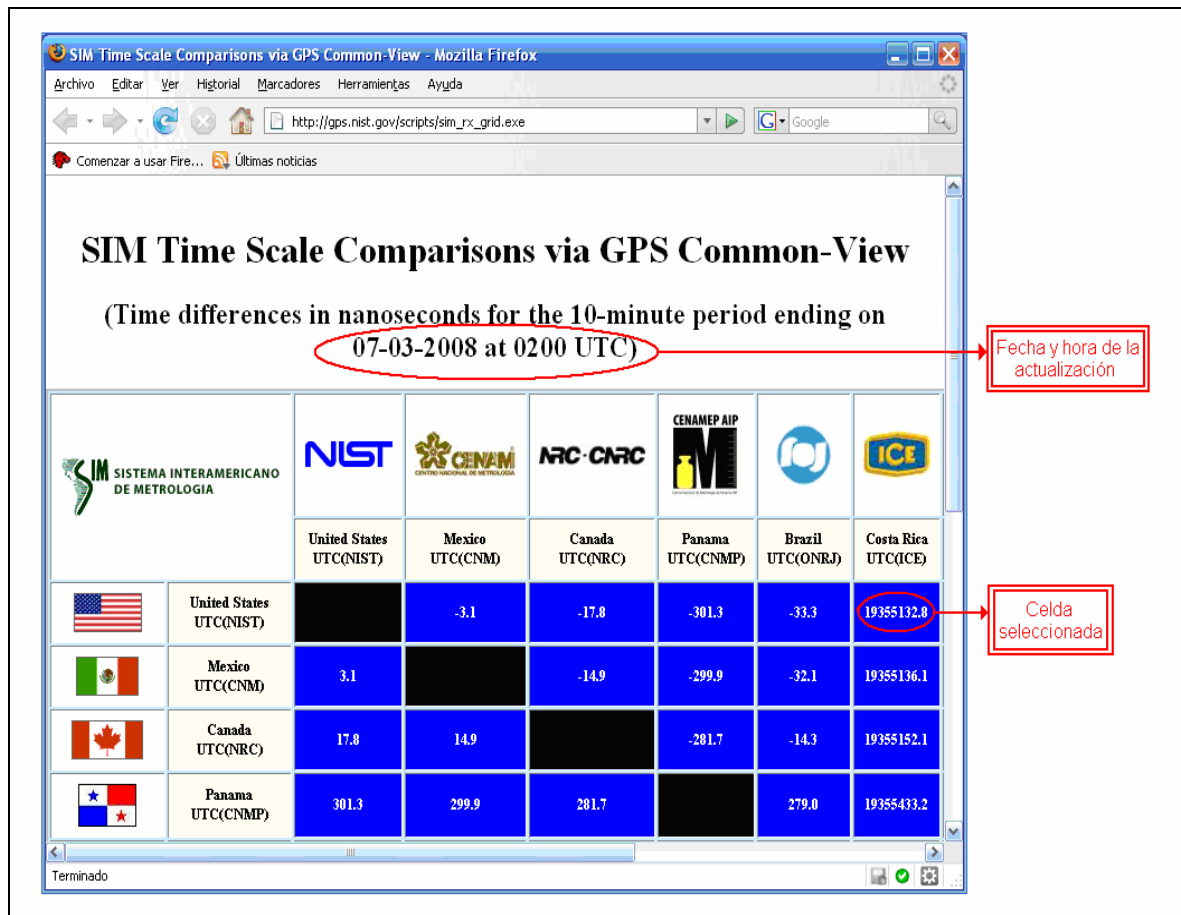 SIM Time Scale Comparisons via GPS Common-View - Mozilla Firefox
Archivo Editar Ver Historial Marcadores Herramientas Ayuda
http://gps.nist.gov/scripts/sim_rx_grid.exe
G Google
Comenzar a usar Fire... Últimas noticias
SIM Time Scale Comparisons via GPS Common-View
(Time differences in nanoseconds for the 10-minute period ending on
07-03-2008 at 0200 UTC)
Fecha y hora de la
actualización
SIM SISTEMA INTERAMERICANO
DE METROLOGIA
NIST
CENAM
CENTRO NACIONAL DE METROLOGIA
NRC·CNRC
CENAMEP AIP
ICE
United States
UTC(NIST)
Mexico
UTC(CNM)
Canada
UTC(NRC)
Panama
UTC(CNMP)
Brazil
UTC(ONRJ)
Costa Rica
UTC(ICE)
United States
UTC(NIST)
-3.1 -17.8 -301.3 -33.3 19355132.8
Celda
seleccionada
Mexico
UTC(CNM)
3.1 -14.9 -299.9 -32.1 19355136.1
Canada
UTC(NRC)
17.8 14.9 -281.7 -14.3 19355152.1
Panama
UTC(CNMP)
301.3 299.9 281.7 279.0 19355433.2
Terminado